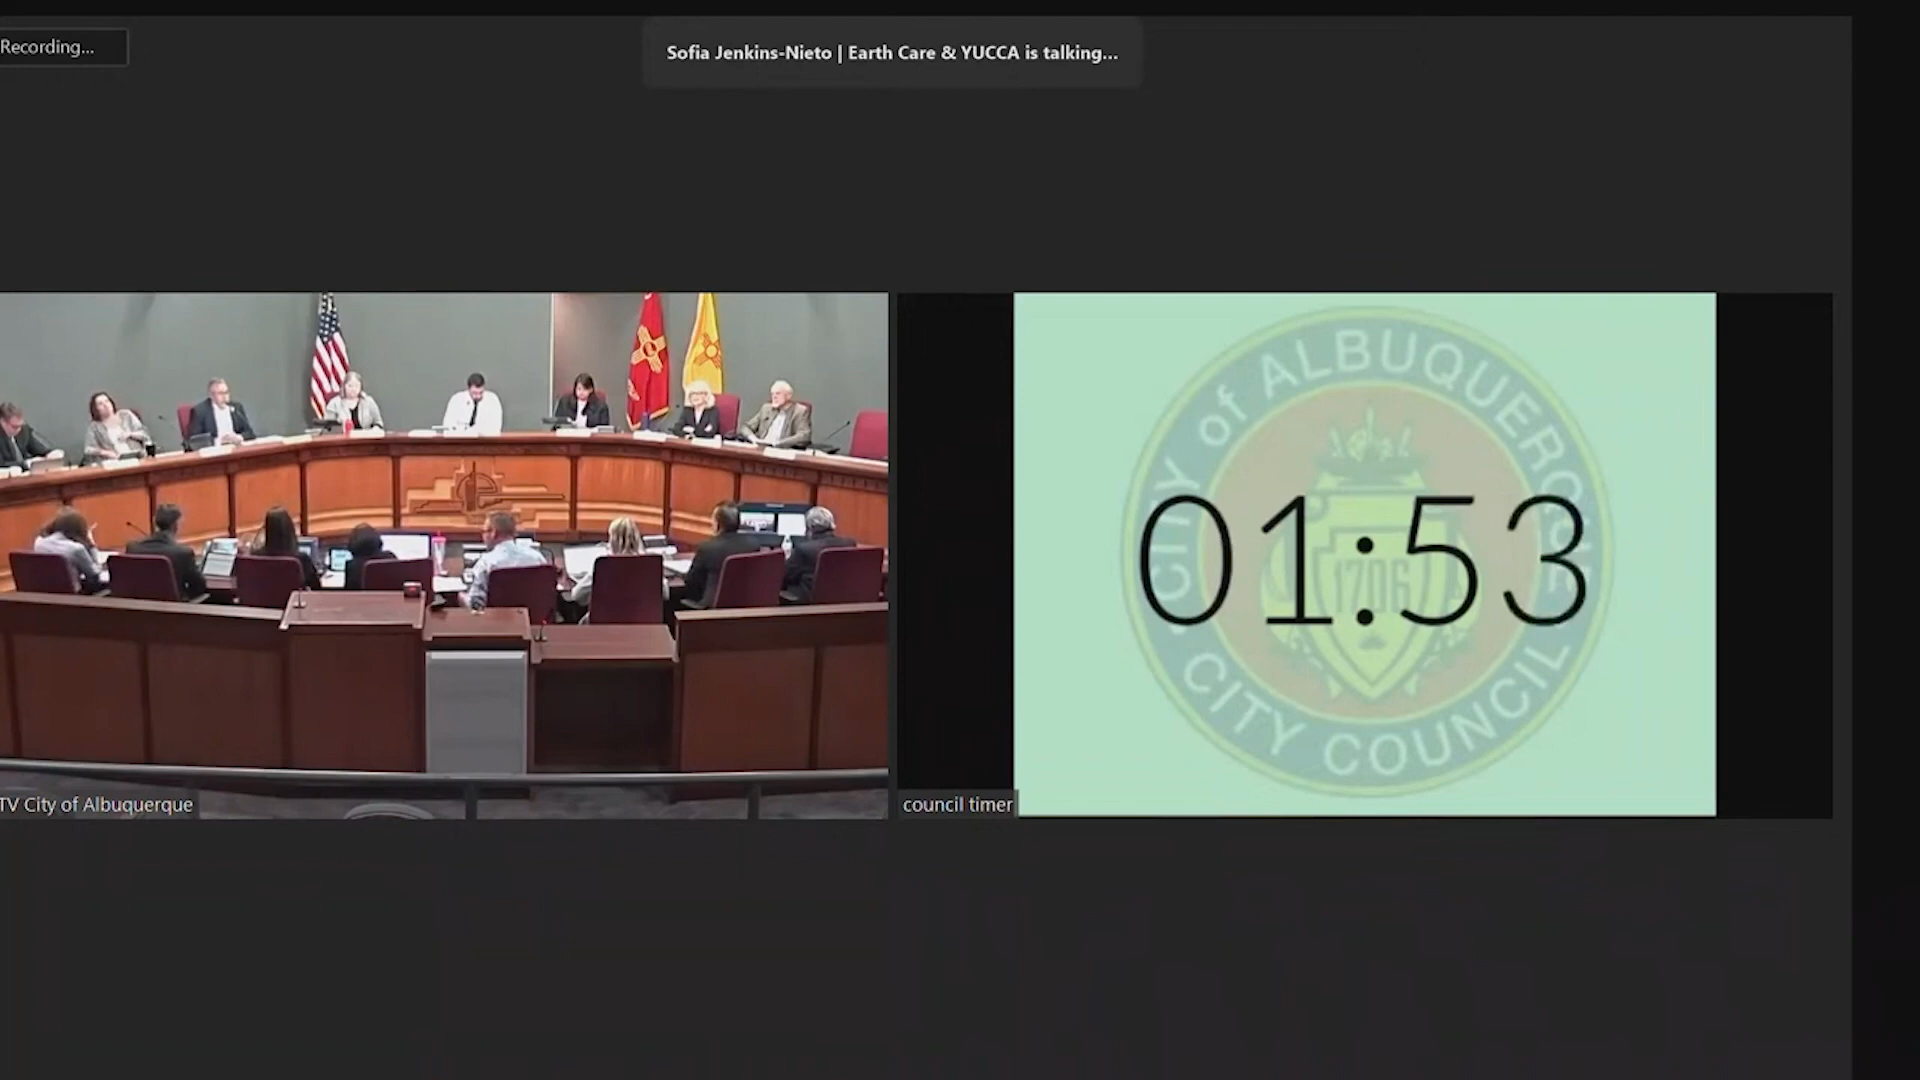 Recording...
Sofia Jenkins-Nieto | Earth Care & YUCCA is talking...
TV City of Albuquerque
council timer
CITY of ALBUQUERQUE
1706
01:53
CITY COUNCIL